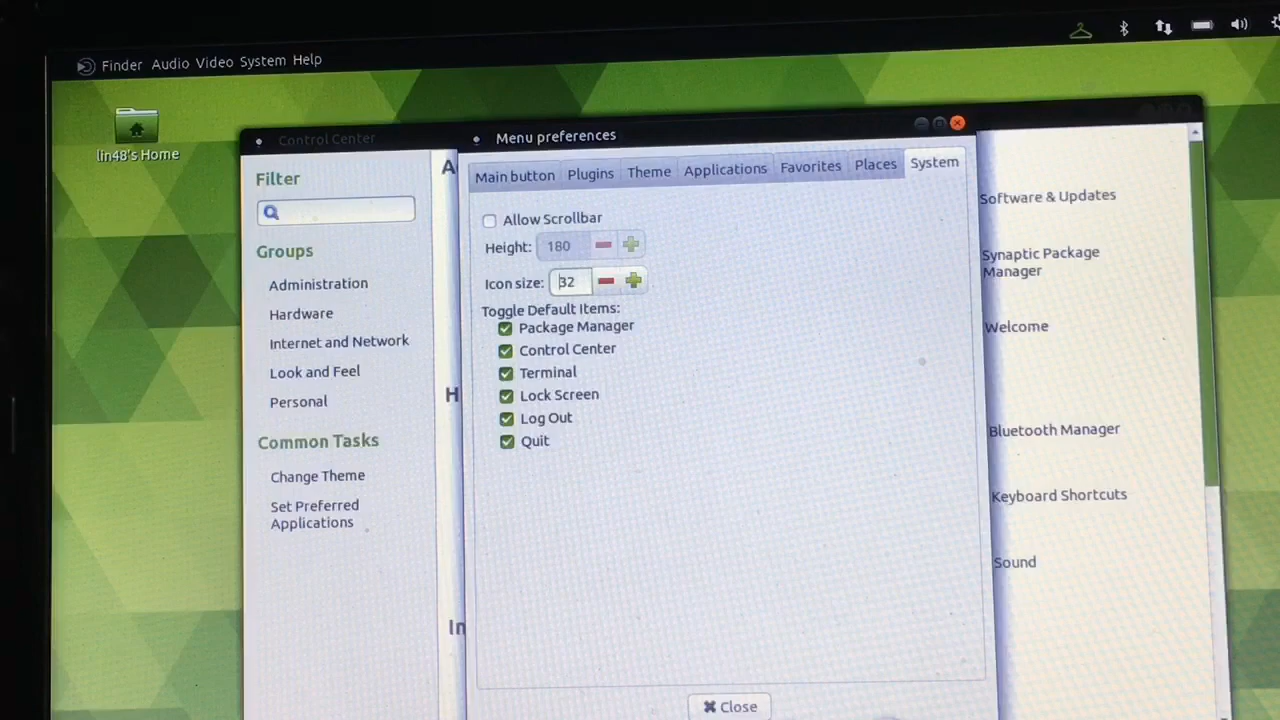 Finder Audio Video System Help
lin48's Home
Control Center
Menu preferences
Filter
Groups
Administration
Hardware
Internet and Network
Look and Feel
Personal
Common Tasks
Change Theme
Set Preferred
Applications
Main button Plugins Theme Applications Favorites Places System
Allow Scrollbar
Height: 180
Icon size: 32
Toggle Default Items:
Package Manager
Control Center
Terminal
Lock Screen
Log Out
Quit
Close
A
H
In
Software & Updates
Synaptic Package
Manager
Welcome
Bluetooth Manager
Keyboard Shortcuts
Sound